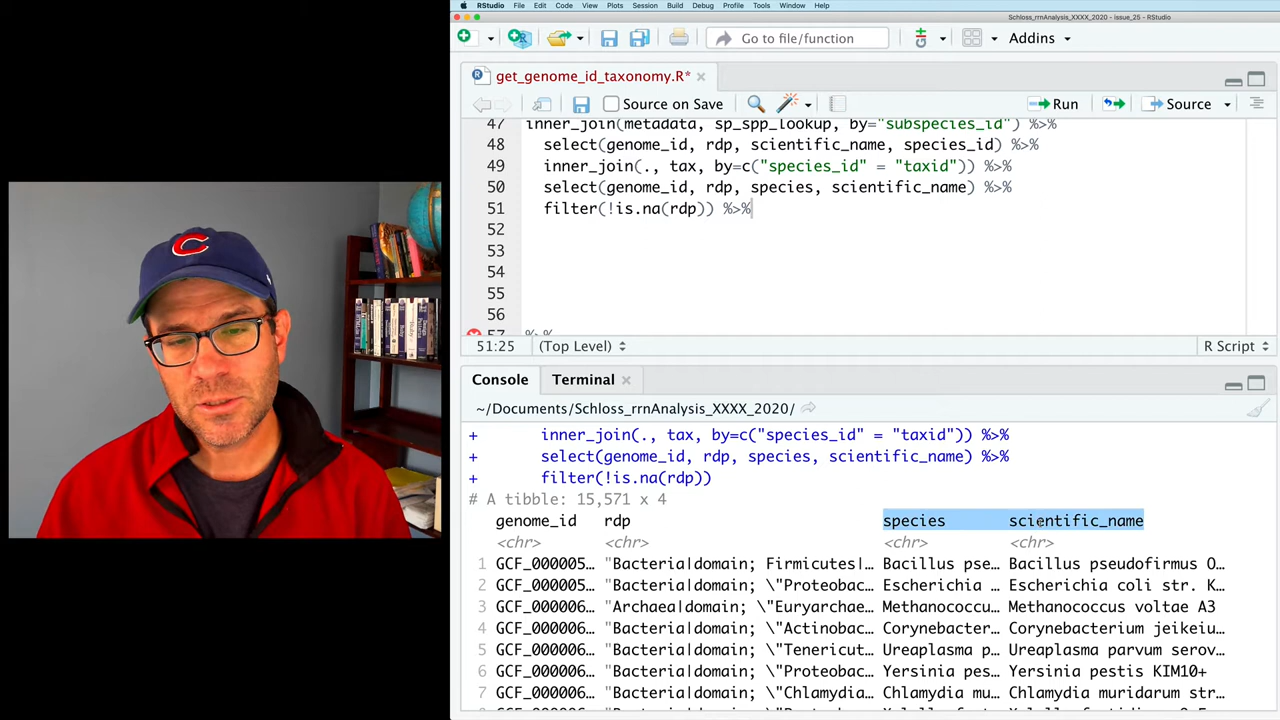 RStudio File Edit Code View Plots Session Build Debug Profile Tools Window Help
Schloss_rrnAnalysis_XXXX_2020 - issue_25 - RStudio
Go to file/function Addins
get_genome_id_taxonomy.R*
Source on Save Run Source
47 inner_join(metadata, sp_spp_lookup, by="subspecies_id") %>%
48 select(genome_id, rdp, scientific_name, species_id) %>%
49 inner_join(., tax, by=c("species_id" = "taxid")) %>%
50 select(genome_id, rdp, species, scientific_name) %>%
51 filter(!is.na(rdp)) %>%
52
53
54
55
56
57 %>%
51:25 (Top Level) R Script
Console Terminal
~/Documents/Schloss_rrnAnalysis_XXXX_2020/
+ inner_join(., tax, by=c("species_id" = "taxid")) %>%
+ select(genome_id, rdp, species, scientific_name) %>%
+ filter(!is.na(rdp))
# A tibble: 15,571 x 4
genome_id rdp species scientific_name
<chr> <chr> <chr> <chr>
1 GCF_000005… "Bacteria|domain; Firmicutes|… Bacillus pse… Bacillus pseudofirmus O…
2 GCF_000005… "Bacteria|domain; \"Proteobac… Escherichia … Escherichia coli str. K…
3 GCF_000006… "Archaea|domain; \"Euryarchae… Methanococcu… Methanococcus voltae A3
4 GCF_000006… "Bacteria|domain; \"Actinobac… Corynebacter… Corynebacterium jeikeiu…
5 GCF_000006… "Bacteria|domain; \"Tenericut… Ureaplasma p… Ureaplasma parvum serov…
6 GCF_000006… "Bacteria|domain; \"Proteobac… Yersinia pes… Yersinia pestis KIM10+
7 GCF_000006… "Bacteria|domain; \"Chlamydia… Chlamydia mu… Chlamydia muridarum str…